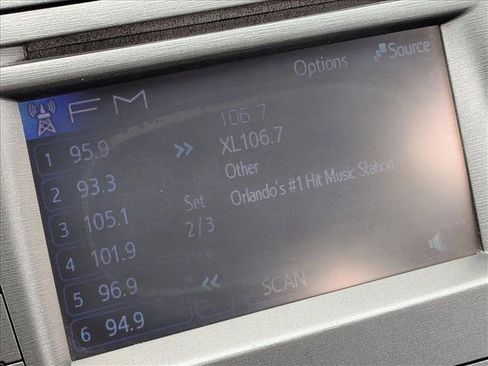 Options
Source
FM
106.7
XL106.7
Other
Orlando's #1 Hit Music Station
1 95.9 >>
2 93.3
3 105.1
4 101.9
5 96.9 <<
6 94.9
Set
2/3
SCAN